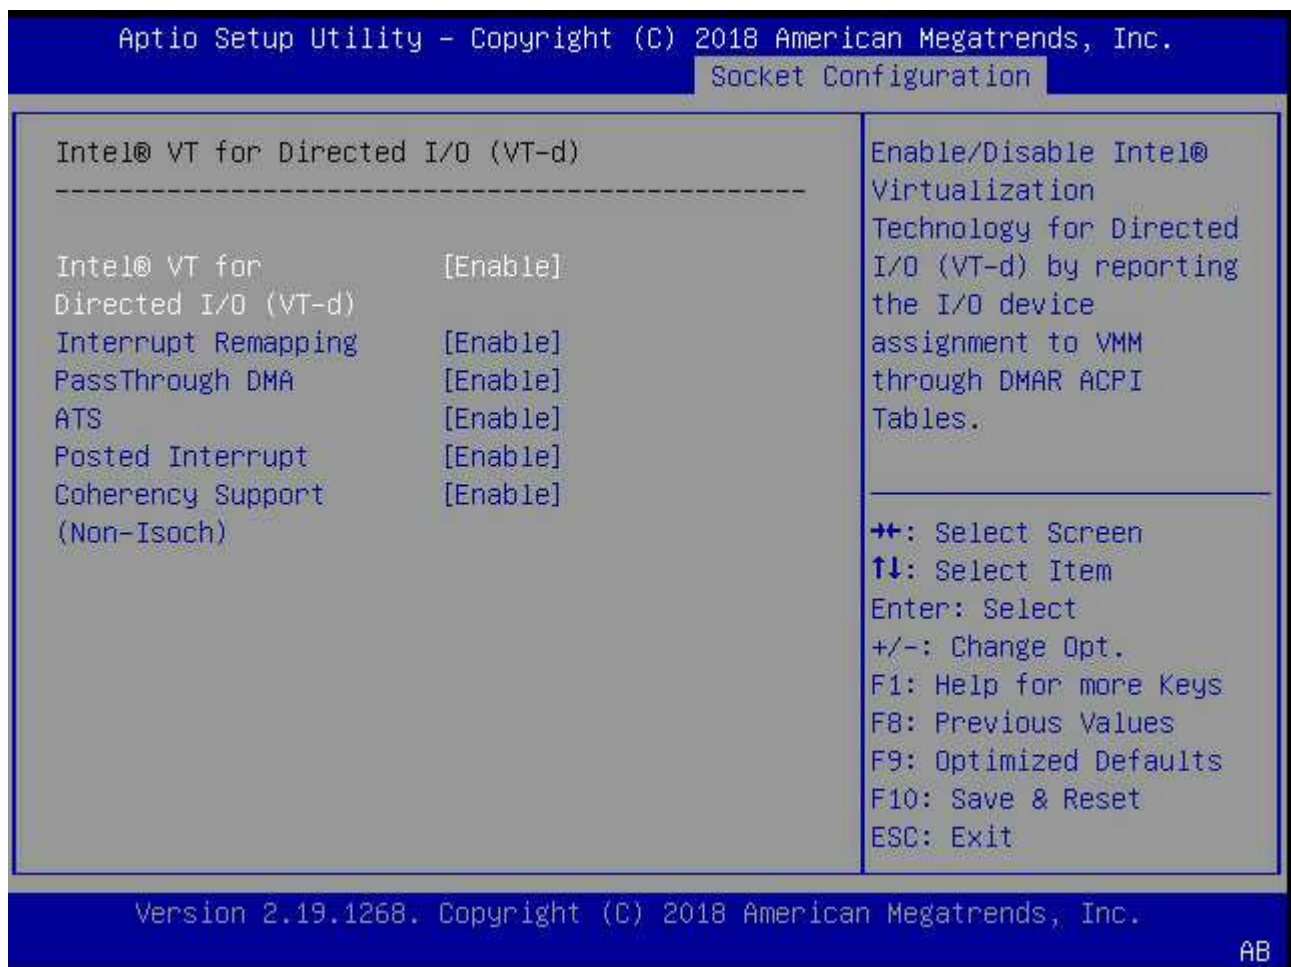 Aptio Setup Utility – Copyright (C) 2018 American Megatrends, Inc.
Socket Configuration
Intel® VT for Directed I/O (VT-d)
-----------------------------------------------
Intel® VT for [Enable]
Directed I/O (VT-d)
Interrupt Remapping [Enable]
PassThrough DMA [Enable]
ATS [Enable]
Posted Interrupt [Enable]
Coherency Support [Enable]
(Non-Isoch)
Enable/Disable Intel®
Virtualization
Technology for Directed
I/O (VT-d) by reporting
the I/O device
assignment to VMM
through DMAR ACPI
Tables.
→←: Select Screen
↑↓: Select Item
Enter: Select
+/-: Change Opt.
F1: Help for more Keys
F8: Previous Values
F9: Optimized Defaults
F10: Save & Reset
ESC: Exit
Version 2.19.1268. Copyright (C) 2018 American Megatrends, Inc.
AB